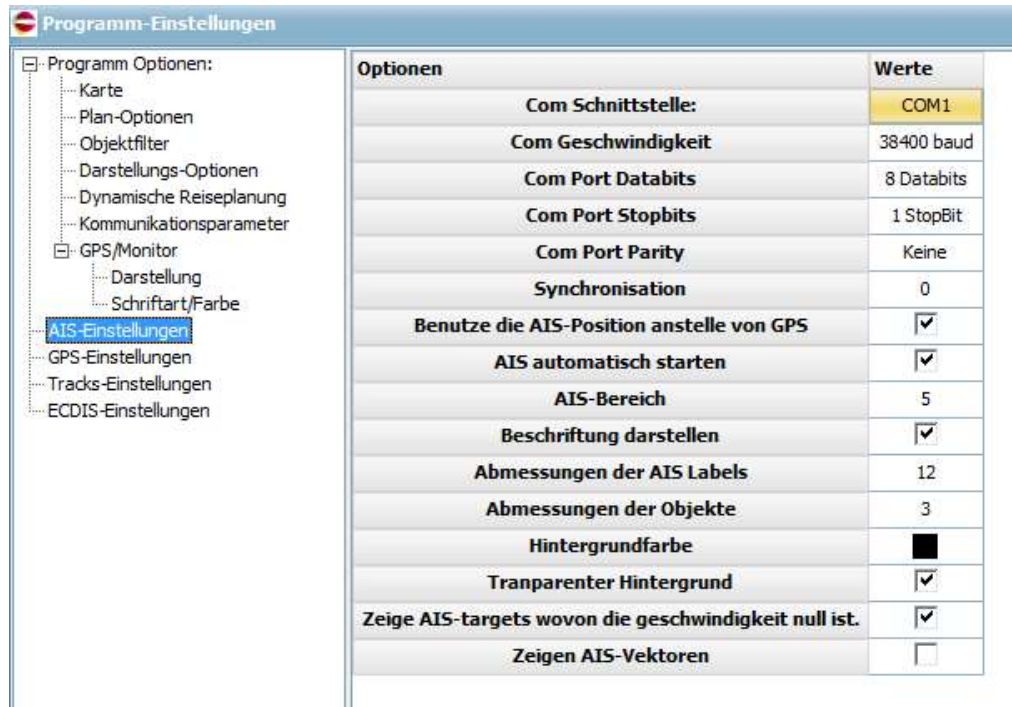 Programm-Einstellungen
Programm Optionen:
Karte
Plan-Optionen
Objektfilter
Darstellungs-Optionen
Dynamische Reiseplanung
Kommunikationsparameter
GPS/Monitor
Darstellung
Schriftart/Farbe
AIS-Einstellungen
GPS-Einstellungen
Tracks-Einstellungen
ECDIS-Einstellungen
Optionen Werte
Com Schnittstelle: COM1
Com Geschwindigkeit 38400 baud
Com Port Databits 8 Databits
Com Port Stopbits 1 StopBit
Com Port Parity Keine
Synchronisation 0
Benutze die AIS-Position anstelle von GPS
AIS automatisch starten
AIS-Bereich 5
Beschriftung darstellen
Abmessungen der AIS Labels 12
Abmessungen der Objekte 3
Hintergrundfarbe
Tranparenter Hintergrund
Zeige AIS-targets wovon die geschwindigkeit null ist.
Zeigen AIS-Vektoren